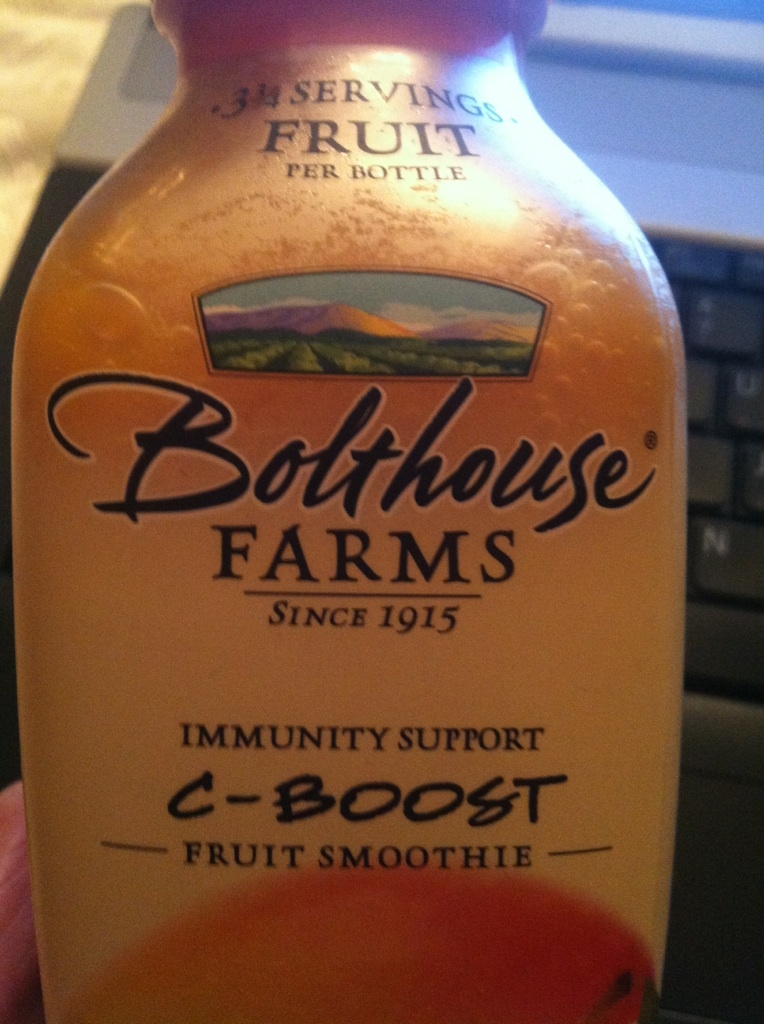 ·3¼ SERVINGS·
FRUIT
PER BOTTLE
Bolthouse®
FARMS
SINCE 1915
IMMUNITY SUPPORT
C-BOOST
FRUIT SMOOTHIE
U
N